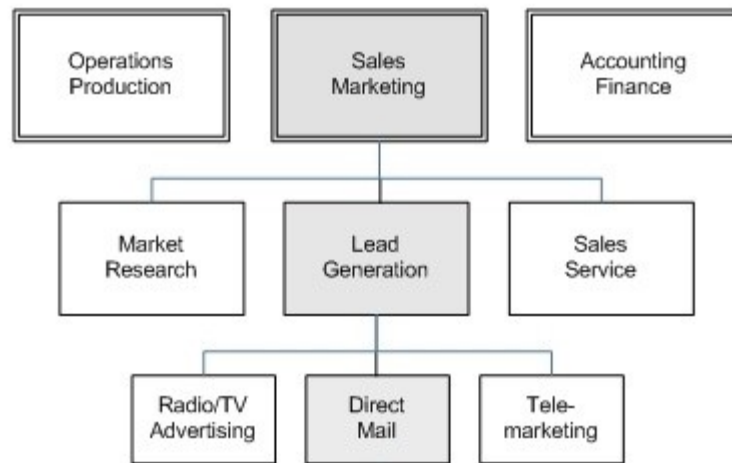 Operations
Production
Sales
Marketing
Accounting
Finance
Market
Research
Lead
Generation
Sales
Service
Radio/TV
Advertising
Direct
Mail
Tele-
marketing